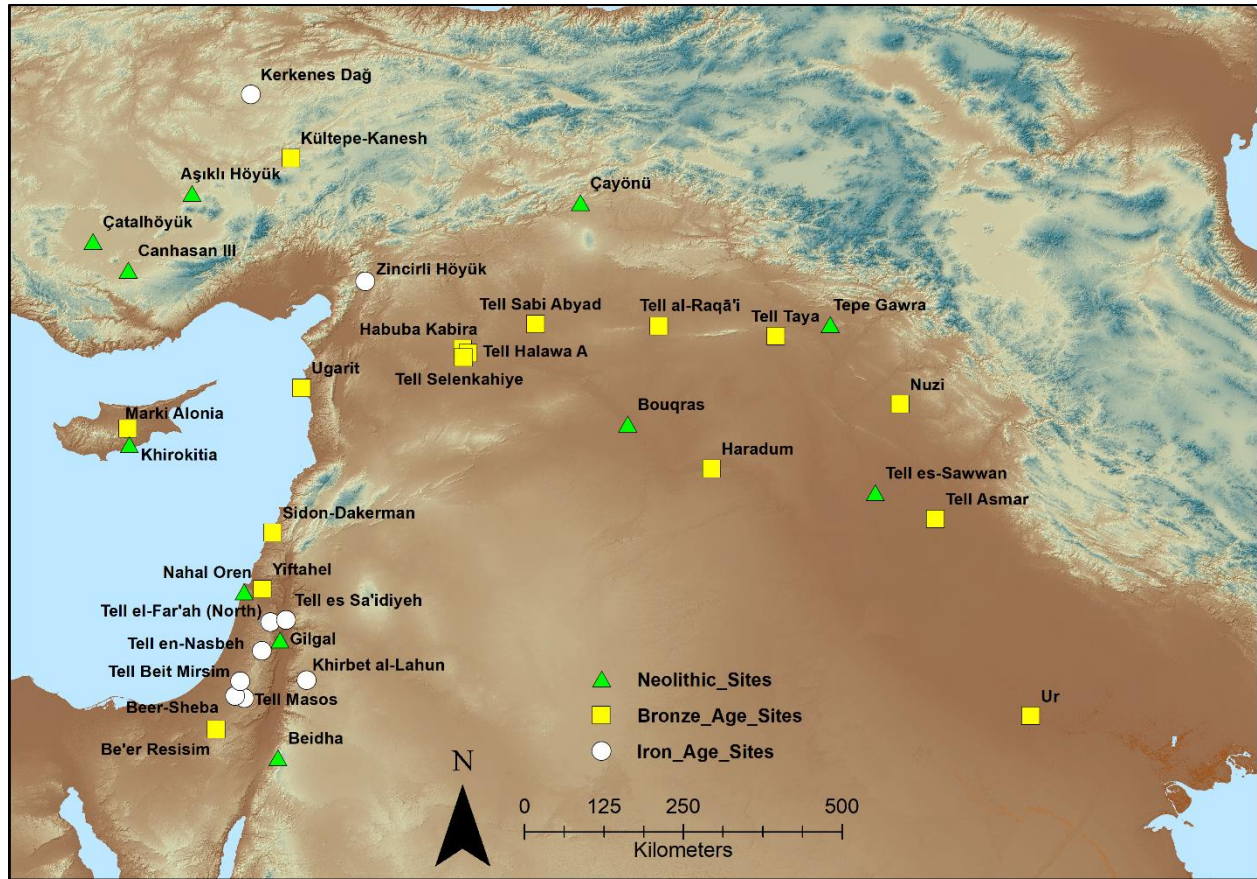 Kerkenes Dağ
Kültepe-Kanesh
Aşıklı Höyük
Çayönü
Çatalhöyük
Canhasan III
Zincirli Höyük
Tell Sabi Abyad
Tell al-Raqā'i
Tepe Gawra
Tell Taya
Habuba Kabira
Tell Halawa A
Tell Selenkahiye
Ugarit
Nuzi
Marki Alonia
Bouqras
Khirokitia
Haradum
Tell es-Sawwan
Tell Asmar
Sidon-Dakerman
Nahal Oren
Yiftahel
Tell es Sa'idiyeh
Tell el-Far'ah (North)
Tell en-Nasbeh
Gilgal
Tell Beit Mirsim
Khirbet al-Lahun
Beer-Sheba
Tell Masos
Ur
Be'er Resisim
Beidha
Neolithic_Sites
Bronze_Age_Sites
Iron_Age_Sites
N
0 125 250 500
Kilometers